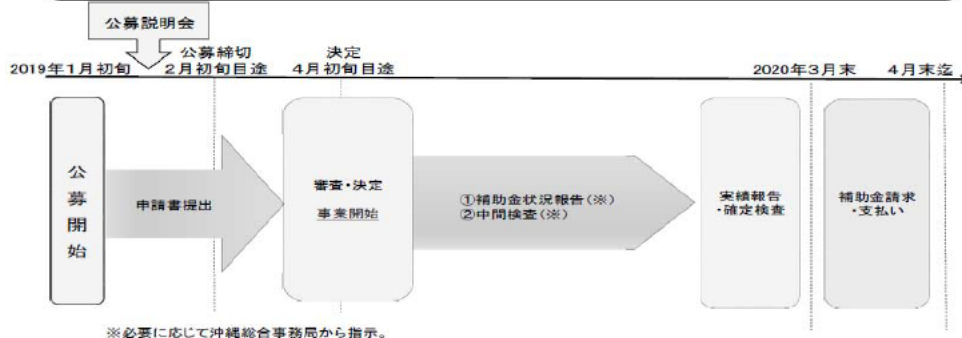 公募説明会
公募締切
決定
2019年1月初旬
2月初旬目途
4月初旬目途
2020年3月末
4月末迄
公募開始
申請書提出
審査・決定
事業開始
①補助金状況報告(※)
②中間検査(※)
実績報告
・確定検査
補助金請求
・支払い
※必要に応じて沖縄総合事務局から指示。